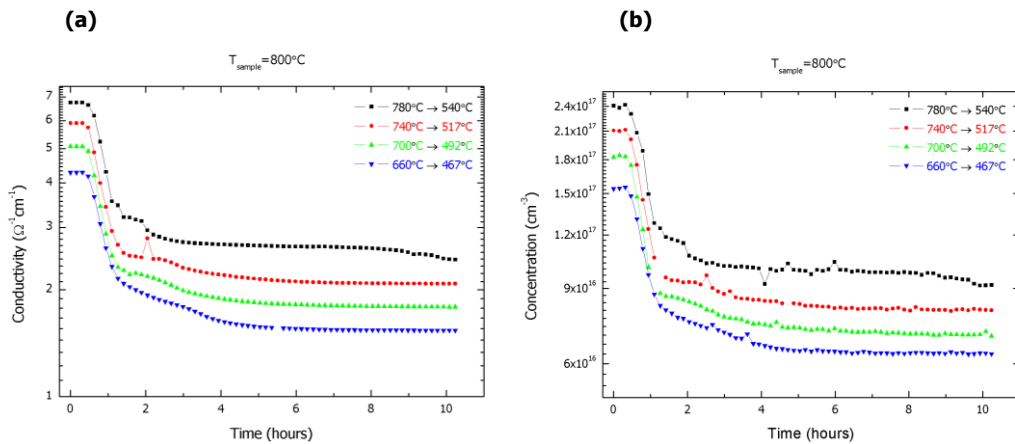 (a)
T_sample=800°C
7
6
5
4
3
2
1
Conductivity (Ω⁻¹cm⁻¹)
780°C → 540°C
740°C → 517°C
700°C → 492°C
660°C → 467°C
0 2 4 6 8 10
Time (hours)
(b)
T_sample=800°C
2.4x10¹⁷
2.1x10¹⁷
1.8x10¹⁷
1.5x10¹⁷
1.2x10¹⁷
9x10¹⁶
6x10¹⁶
Concentration (cm⁻³)
780°C → 540°C
740°C → 517°C
700°C → 492°C
660°C → 467°C
0 2 4 6 8 10
Time (hours)